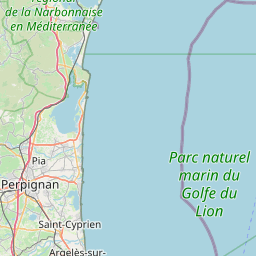 régional
de la Narbonnaise
en Méditerranée
Parc naturel
marin du
Golfe du
Lion
Pia
Perpignan
Saint-Cyprien
Argelès-sur-